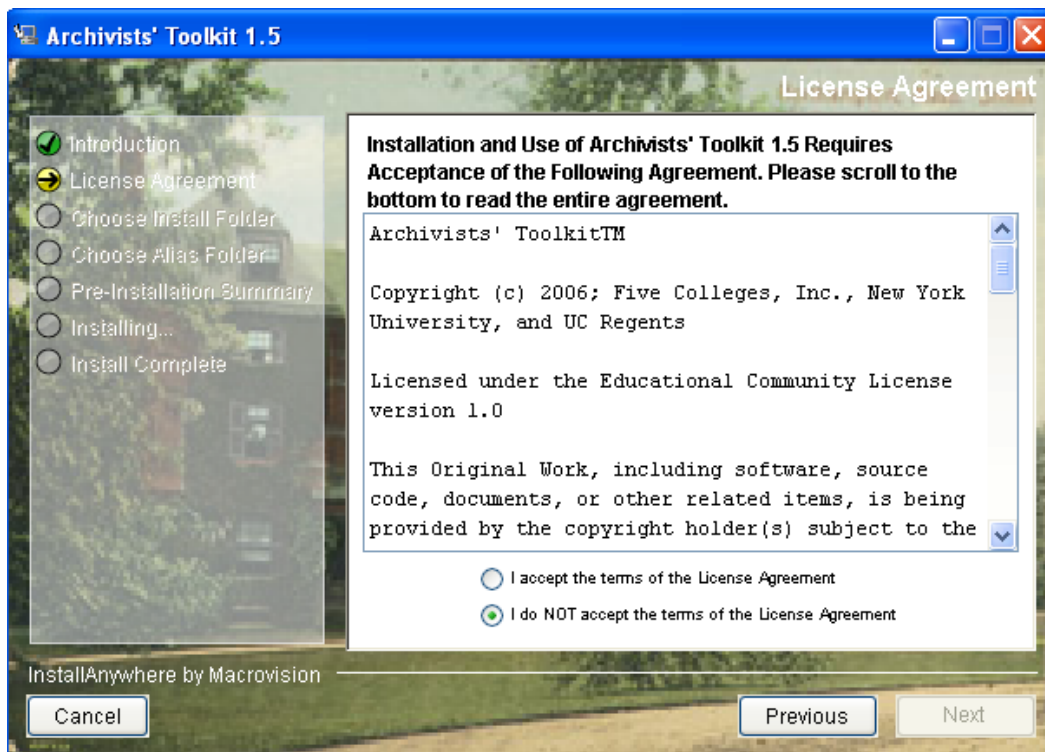 Archivists' Toolkit 1.5
License Agreement
Introduction
License Agreement
Choose Install Folder
Choose Alias Folder
Pre-Installation Summary
Installing...
Install Complete
Installation and Use of Archivists' Toolkit 1.5 Requires
Acceptance of the Following Agreement. Please scroll to the
bottom to read the entire agreement.
Archivists' ToolkitTM
Copyright (c) 2006; Five Colleges, Inc., New York
University, and UC Regents
Licensed under the Educational Community License
version 1.0
This Original Work, including software, source
code, documents, or other related items, is being
provided by the copyright holder(s) subject to the
I accept the terms of the License Agreement
I do NOT accept the terms of the License Agreement
InstallAnywhere by Macrovision
Cancel
Previous
Next